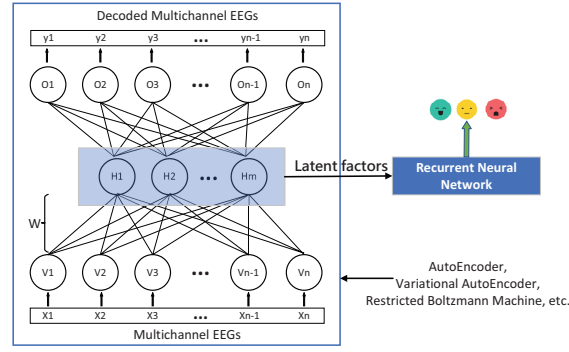 Decoded Multichannel EEGs
y1 y2 y3 ... yn-1 yn
O1 O2 O3 ... On-1 On
H1 H2 ... Hm
Latent factors
Recurrent Neural
Network
W
V1 V2 V3 ... Vn-1 Vn
X1 X2 X3 ... Xn-1 Xn
Multichannel EEGs
AutoEncoder,
Variational AutoEncoder,
Restricted Boltzmann Machine, etc.